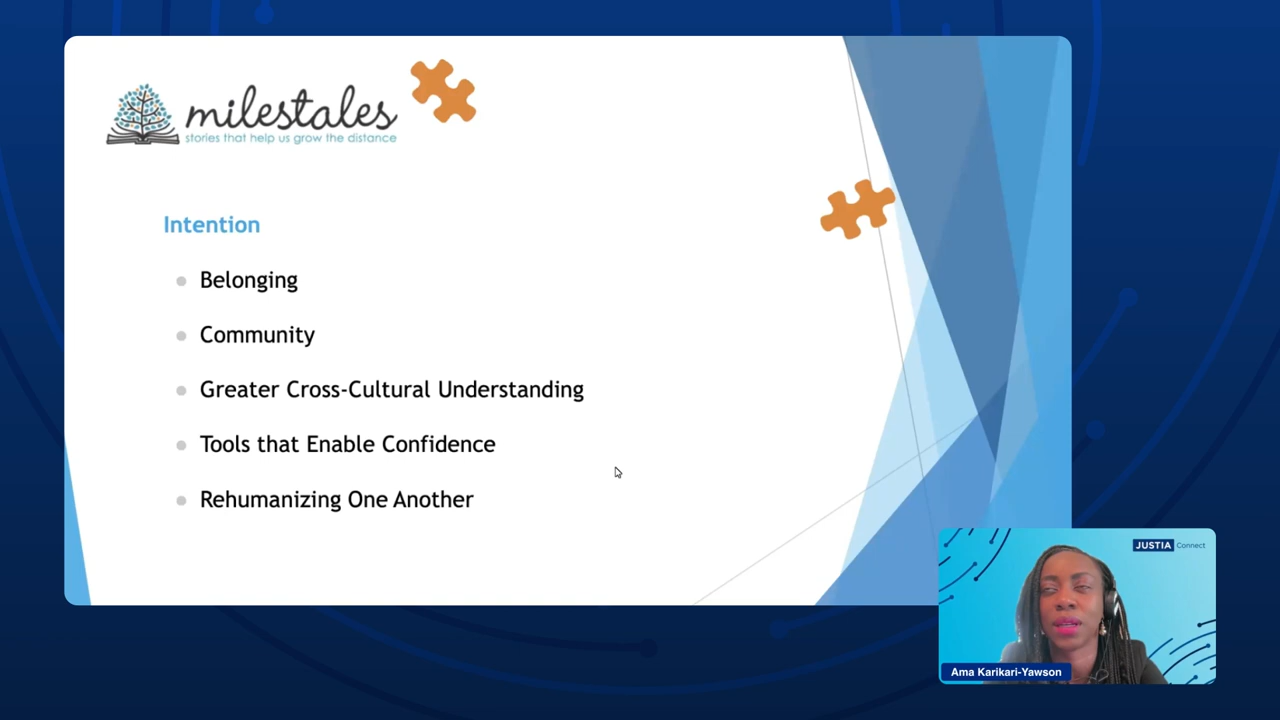 milestales
stories that help us grow the distance
Intention
Belonging
Community
Greater Cross-Cultural Understanding
Tools that Enable Confidence
Rehumanizing One Another
JUSTIA Connect
Ama Karikari-Yawson